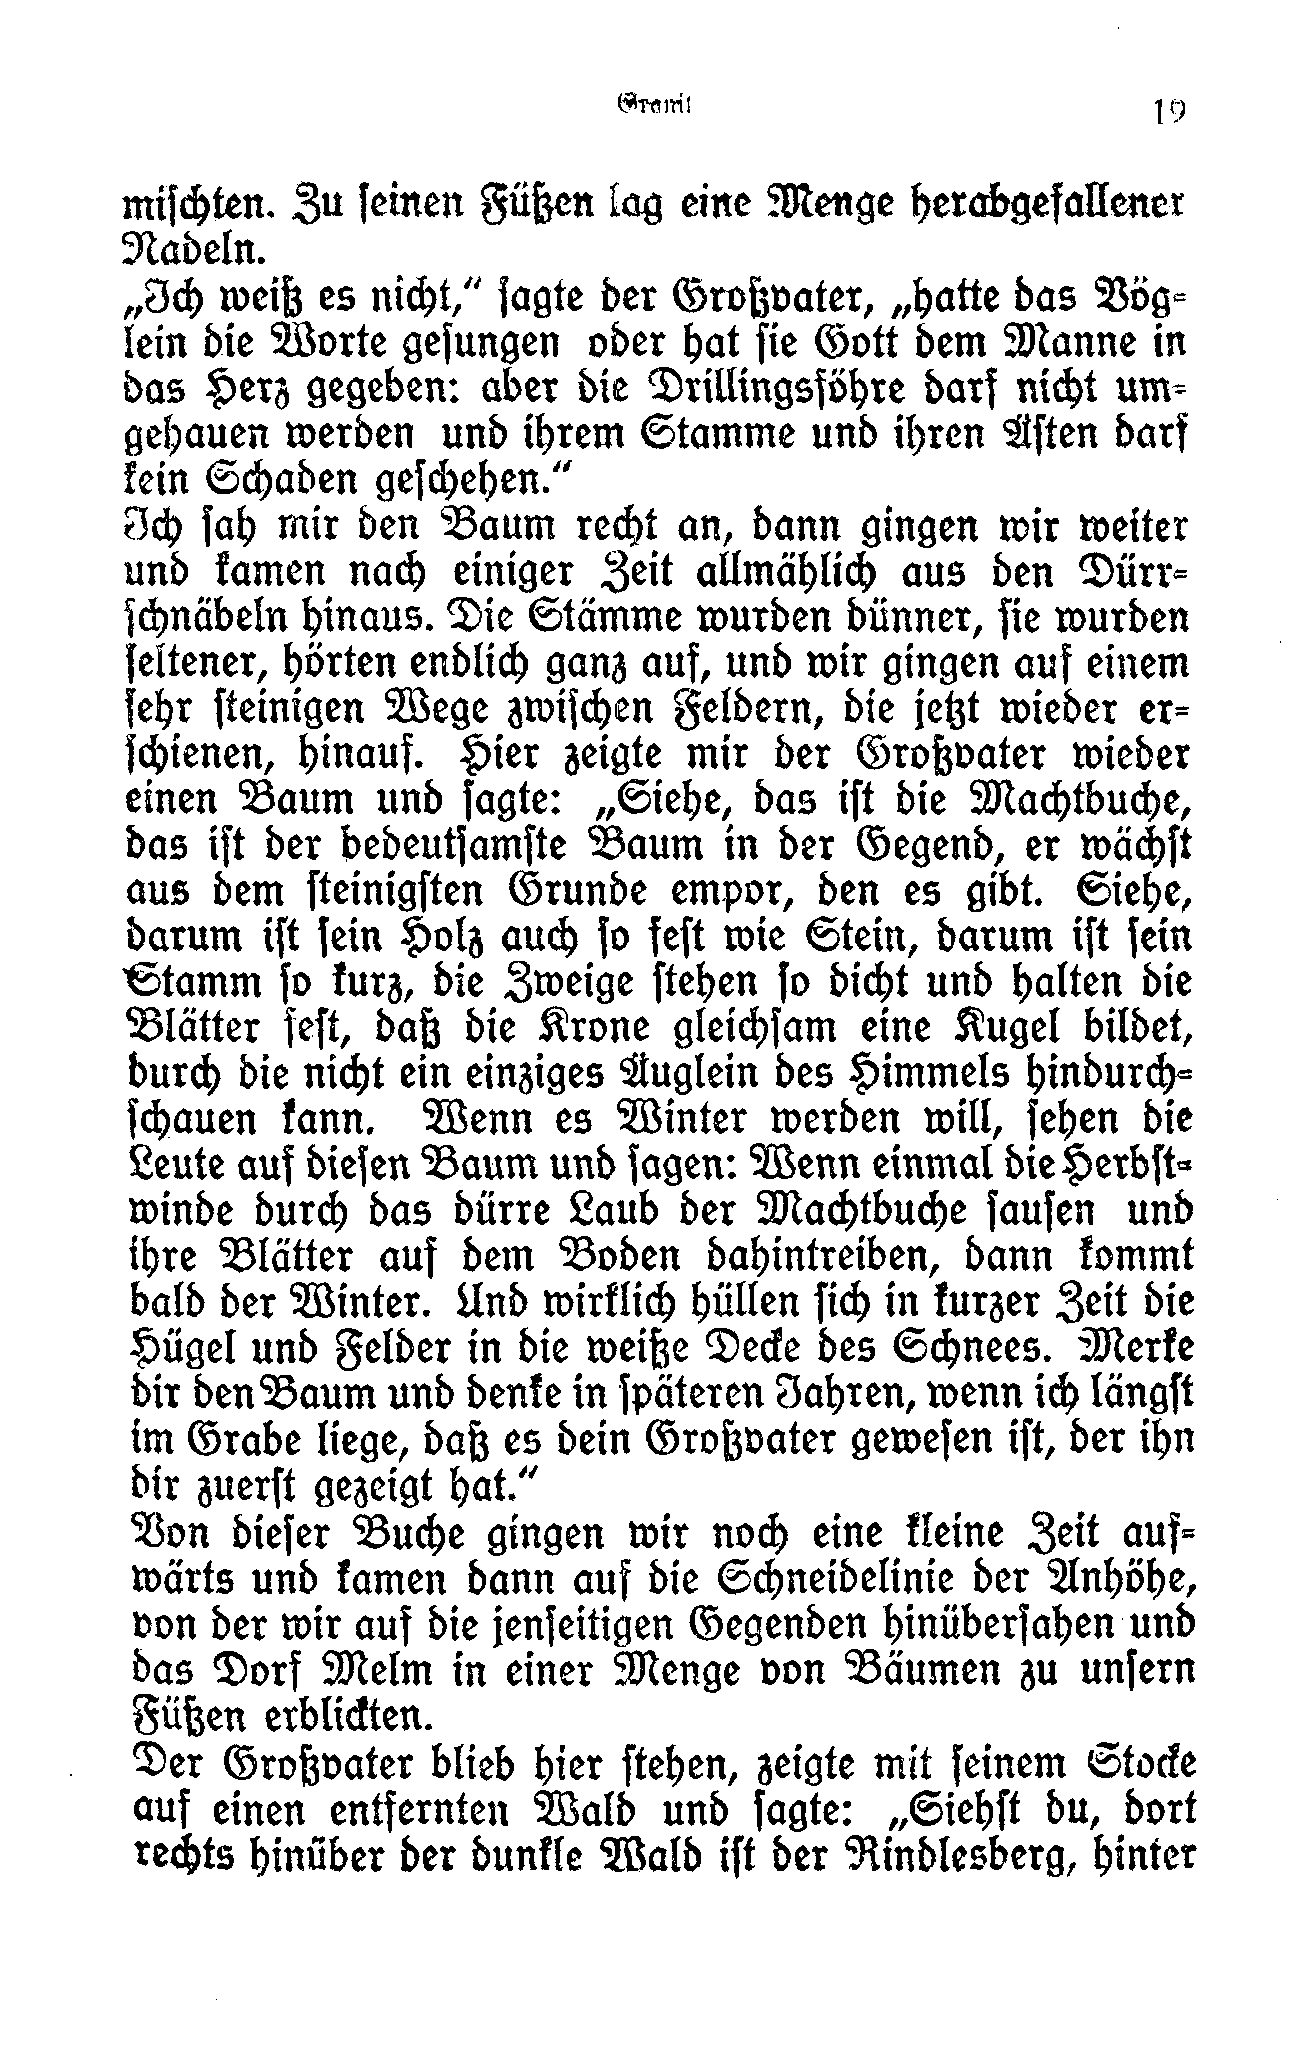 Granit 19
mischten. Zu seinen Füßen lag eine Menge herabgefallener
Nadeln.
„Ich weiß es nicht,“ sagte der Großvater, „hatte das Vög-
lein die Worte gesungen oder hat sie Gott dem Manne in
das Herz gegeben: aber die Drillingsföhre darf nicht um-
gehauen werden und ihrem Stamme und ihren Ästen darf
kein Schaden geschehen.“
Ich sah mir den Baum recht an, dann gingen wir weiter
und kamen nach einiger Zeit allmählich aus den Dürr-
schnäbeln hinaus. Die Stämme wurden dünner, sie wurden
seltener, hörten endlich ganz auf, und wir gingen auf einem
sehr steinigen Wege zwischen Feldern, die jetzt wieder er-
schienen, hinauf. Hier zeigte mir der Großvater wieder
einen Baum und sagte: „Siehe, das ist die Machtbuche,
das ist der bedeutsamste Baum in der Gegend, er wächst
aus dem steinigsten Grunde empor, den es gibt. Siehe,
darum ist sein Holz auch so fest wie Stein, darum ist sein
Stamm so kurz, die Zweige stehen so dicht und halten die
Blätter fest, daß die Krone gleichsam eine Kugel bildet,
durch die nicht ein einziges Äuglein des Himmels hindurch-
schauen kann. Wenn es Winter werden will, sehen die
Leute auf diesen Baum und sagen: Wenn einmal die Herbst-
winde durch das dürre Laub der Machtbuche sausen und
ihre Blätter auf dem Boden dahintreiben, dann kommt
bald der Winter. Und wirklich hüllen sich in kurzer Zeit die
Hügel und Felder in die weiße Decke des Schnees. Merke
dir den Baum und denke in späteren Jahren, wenn ich längst
im Grabe liege, daß es dein Großvater gewesen ist, der ihn
dir zuerst gezeigt hat.“
Von dieser Buche gingen wir noch eine kleine Zeit auf-
wärts und kamen dann auf die Schneidelinie der Anhöhe,
von der wir auf die jenseitigen Gegenden hinübersahen und
das Dorf Melm in einer Menge von Bäumen zu unsern
Füßen erblickten.
Der Großvater blieb hier stehen, zeigte mit seinem Stocke
auf einen entfernten Wald und sagte: „Siehst du, dort
rechts hinüber der dunkle Wald ist der Rindlesberg, hinter